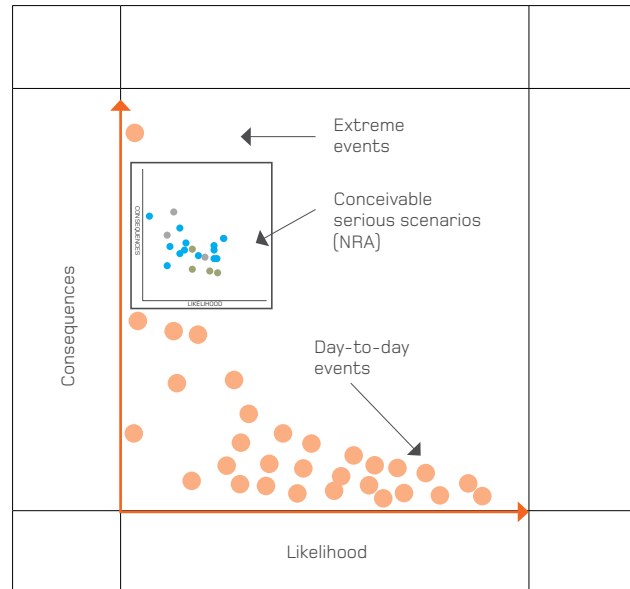 Extreme
events
CONSEQUENCES
Conceivable
serious scenarios
(NRA)
LIKELIHOOD
Consequences
Day-to-day
events
Likelihood